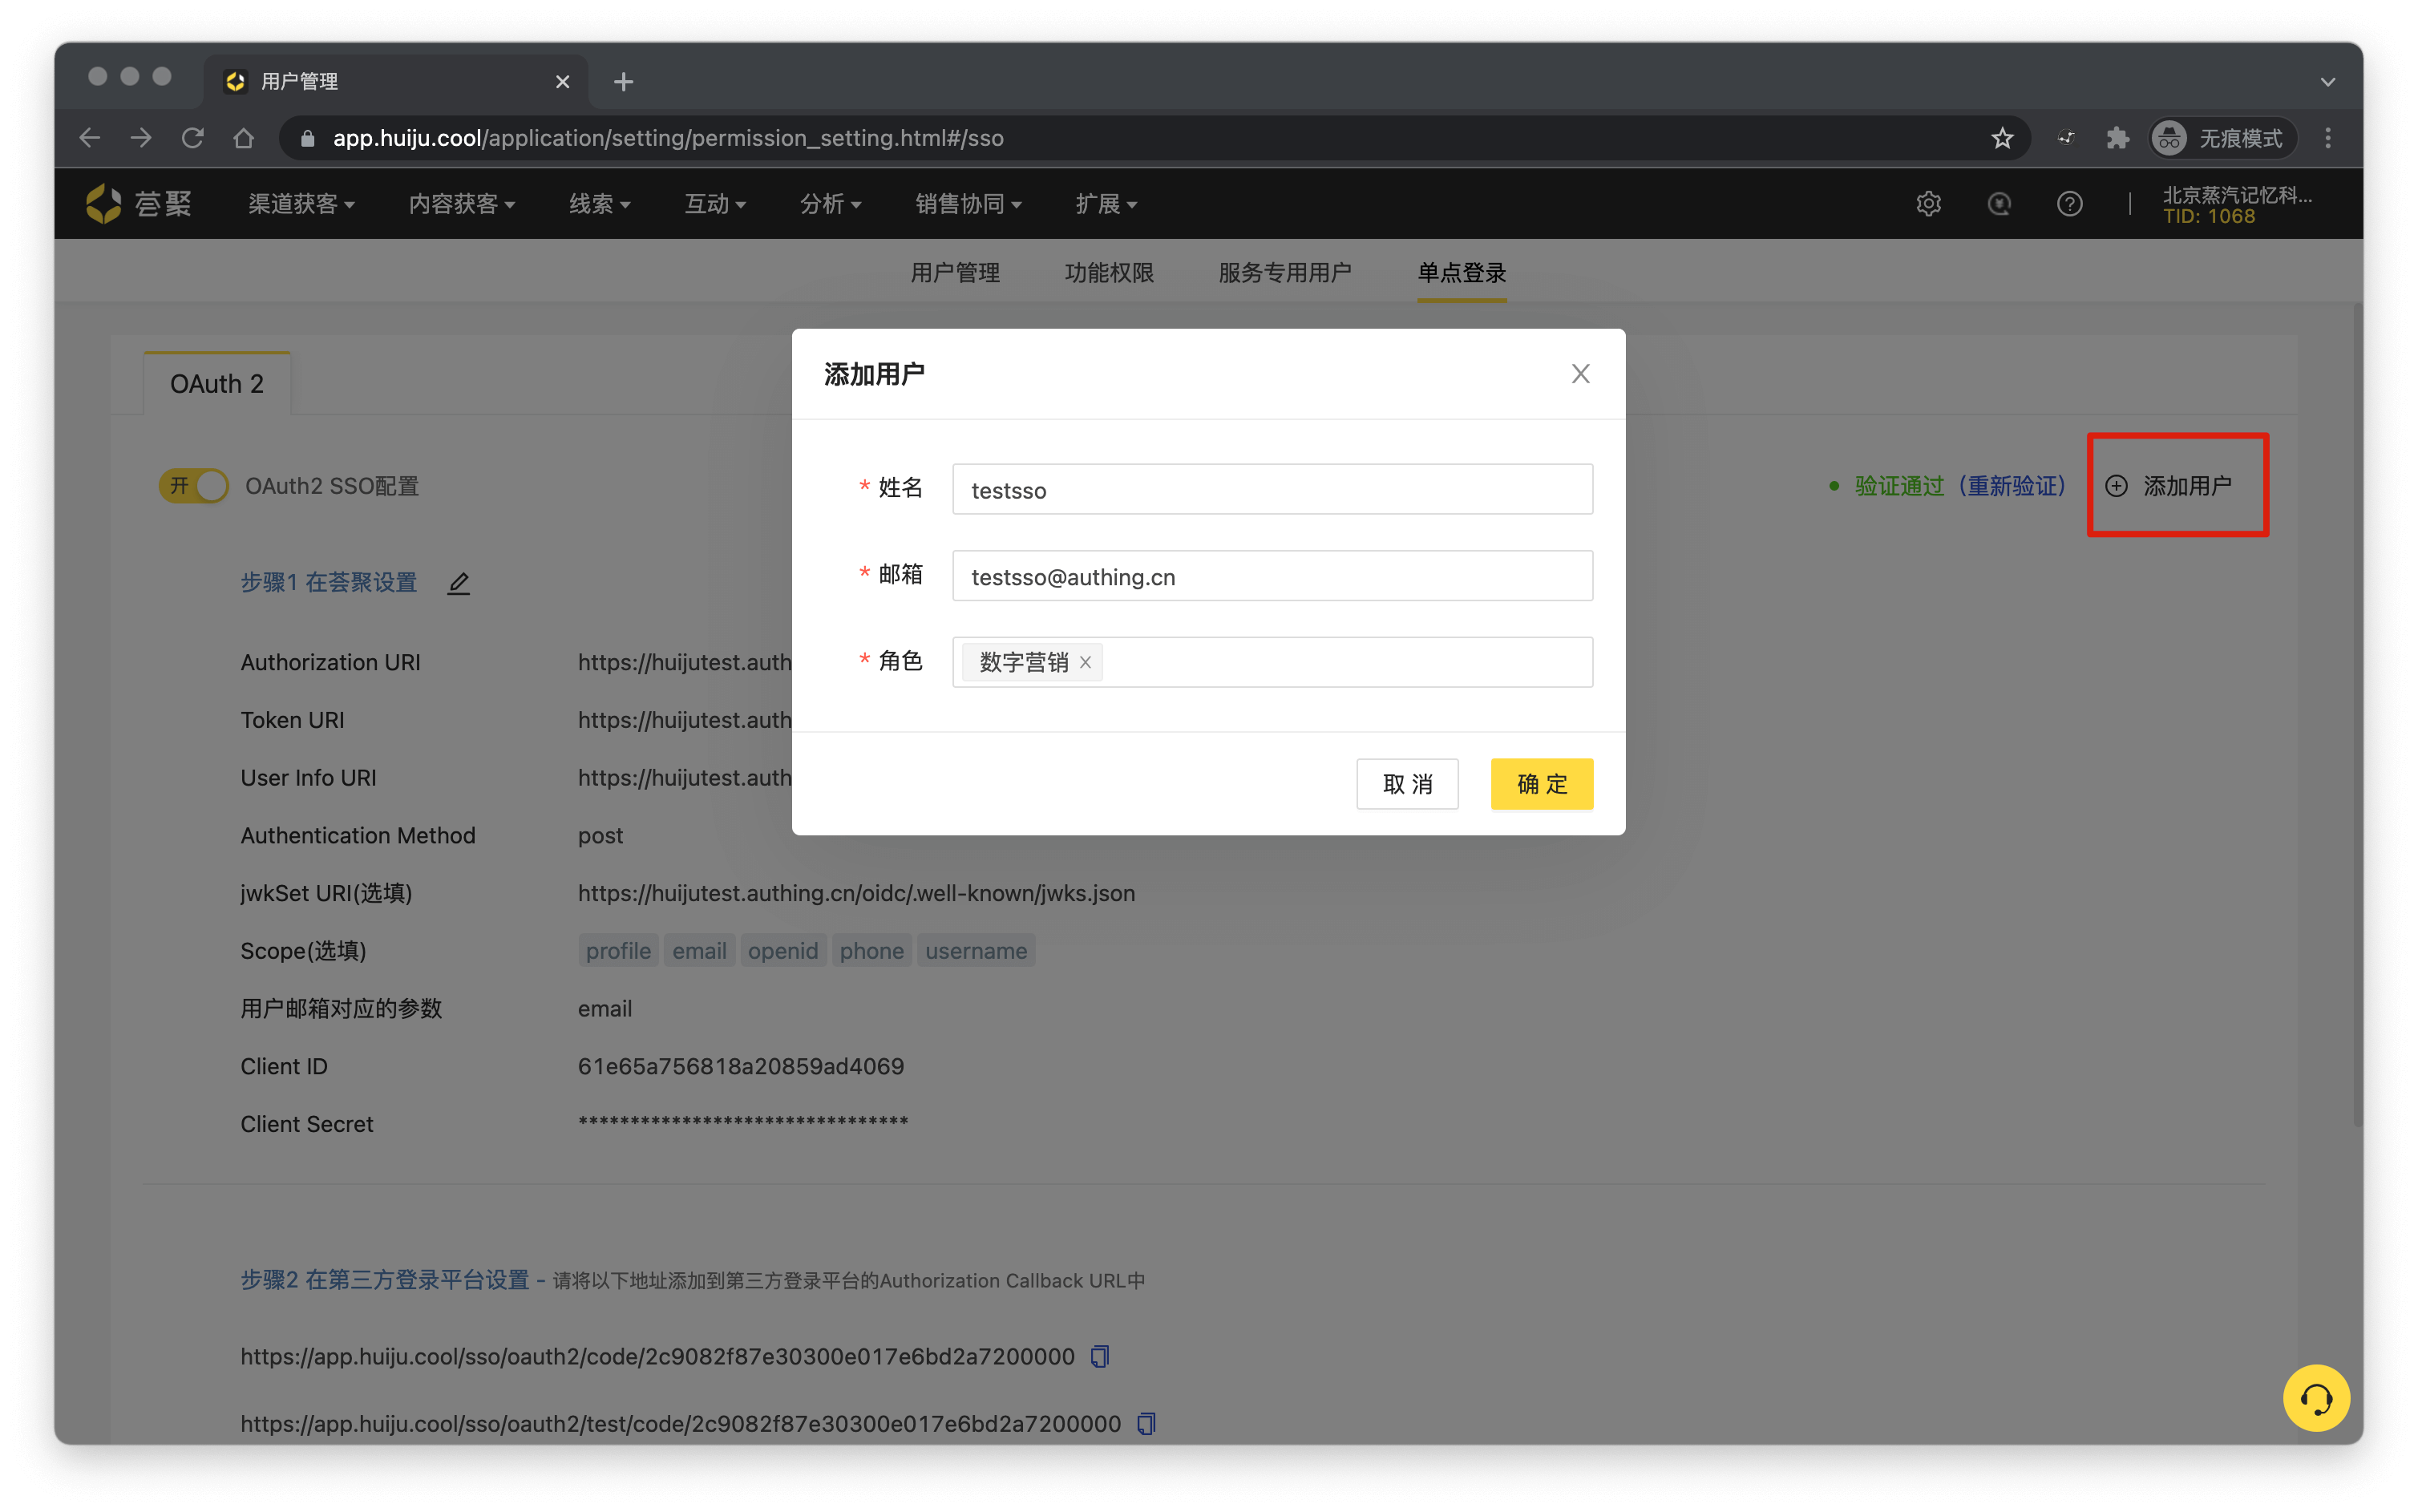 用户管理
app.huiju.cool/application/setting/permission_setting.html#/sso
无痕模式
荟聚 渠道获客 内容获客 线索 互动 分析 销售协同 扩展
北京蒸汽记忆科...
TID: 1068
用户管理 功能权限 服务专用用户 单点登录
OAuth 2
开 OAuth2 SSO配置
验证通过 (重新验证) 添加用户
添加用户
* 姓名 testsso
* 邮箱 testsso@authing.cn
* 角色 数字营销
取 消 确 定
步骤1 在荟聚设置
Authorization URI https://huijutest.auth
Token URI https://huijutest.auth
User Info URI https://huijutest.auth
Authentication Method post
jwkSet URI(选填) https://huijutest.authing.cn/oidc/.well-known/jwks.json
Scope(选填) profile email openid phone username
用户邮箱对应的参数 email
Client ID 61e65a756818a20859ad4069
Client Secret ********************************
步骤2 在第三方登录平台设置 - 请将以下地址添加到第三方登录平台的Authorization Callback URL中
https://app.huiju.cool/sso/oauth2/code/2c9082f87e30300e017e6bd2a7200000
https://app.huiju.cool/sso/oauth2/test/code/2c9082f87e30300e017e6bd2a7200000